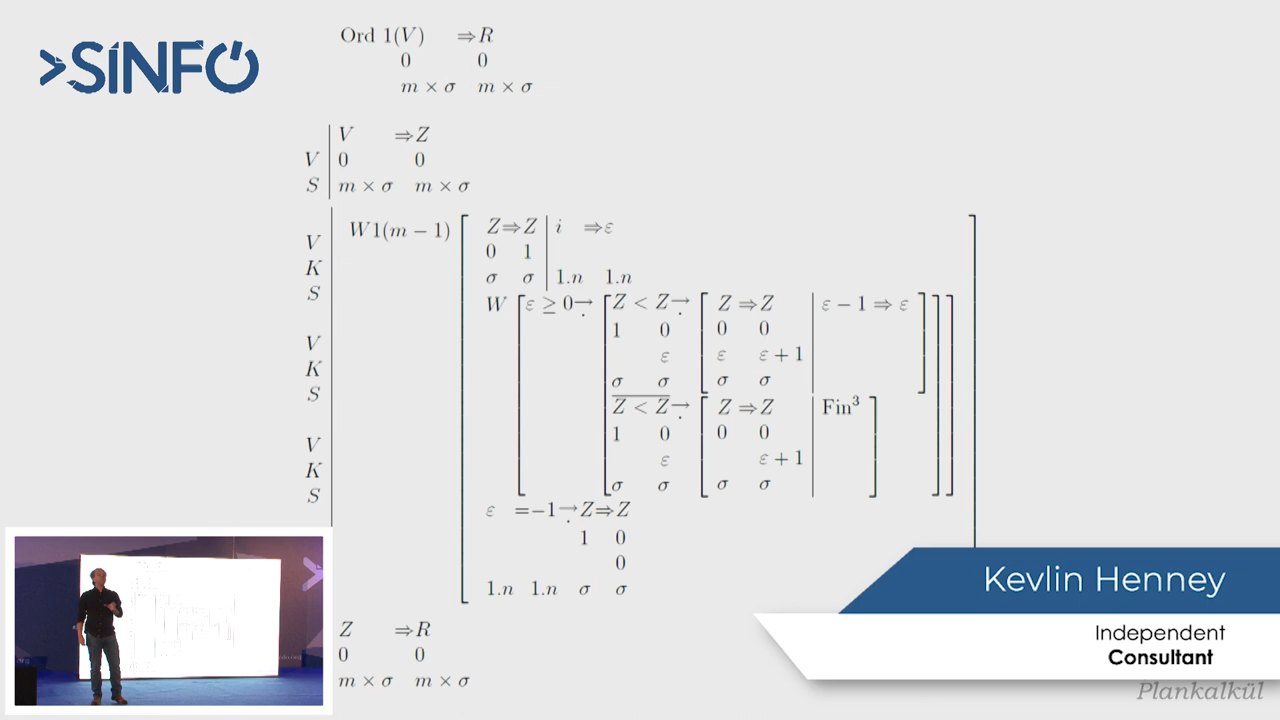 >SINFO
Ord 1(V) ⇒R
0 0
m × σ m × σ
V ⇒Z
V 0 0
S m × σ m × σ
W1(m − 1) Z⇒Z i ⇒ε
V 0 1
K
S σ σ 1.n 1.n
W [ε ≥ 0→ [Z < Z→ [Z ⇒Z ε − 1 ⇒ ε]]]
V 1 0 0 0
K ε ε ε + 1
S σ σ σ σ
Z < Z→ [Z ⇒Z Fin³]
V 1 0 0 0
K ε ε + 1
S σ σ σ σ
ε =−1→Z⇒Z
1 0
0
1.n 1.n σ σ
Z ⇒R
0 0
m × σ m × σ
Kevlin Henney
Independent
Consultant
Plankalkül